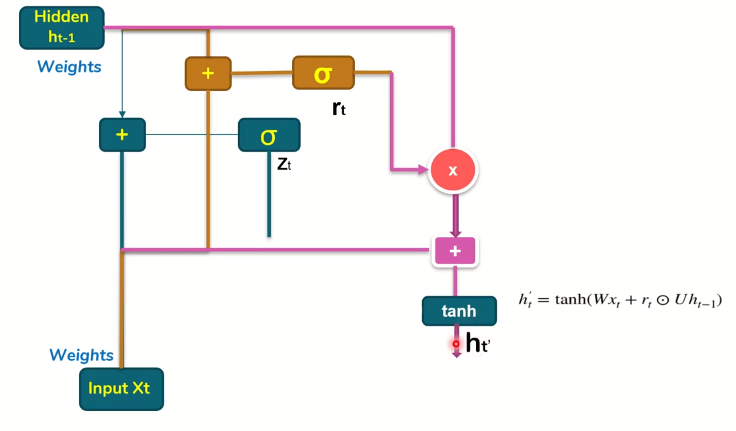 Hidden
ht-1
Weights
+
σ
rt
+
σ
zt
x
+
tanh
h′t = tanh(Wxt + rt ⊙ Uht−1)
ht'
Weights
Input Xt